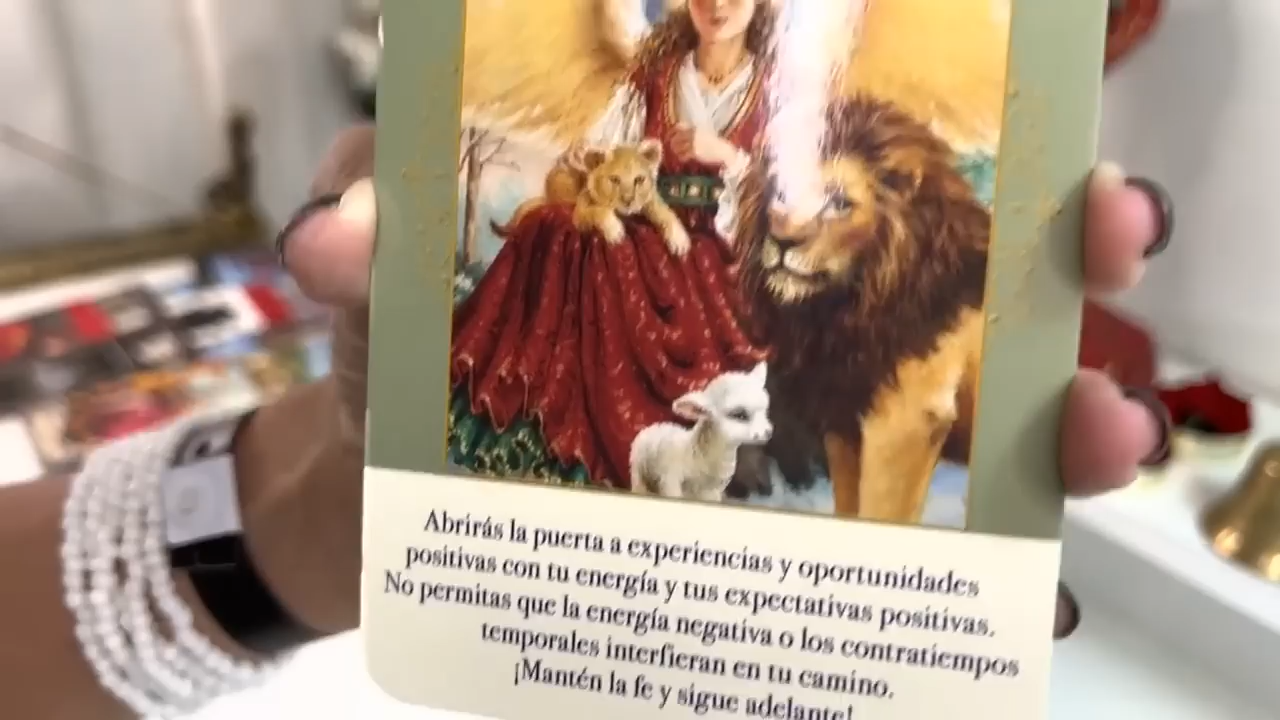 Abrirás la puerta a experiencias y oportunidades
positivas con tu energía y tus expectativas positivas.
No permitas que la energía negativa o los contratiempos
temporales interfieran en tu camino.
¡Mantén la fe y sigue adelante!